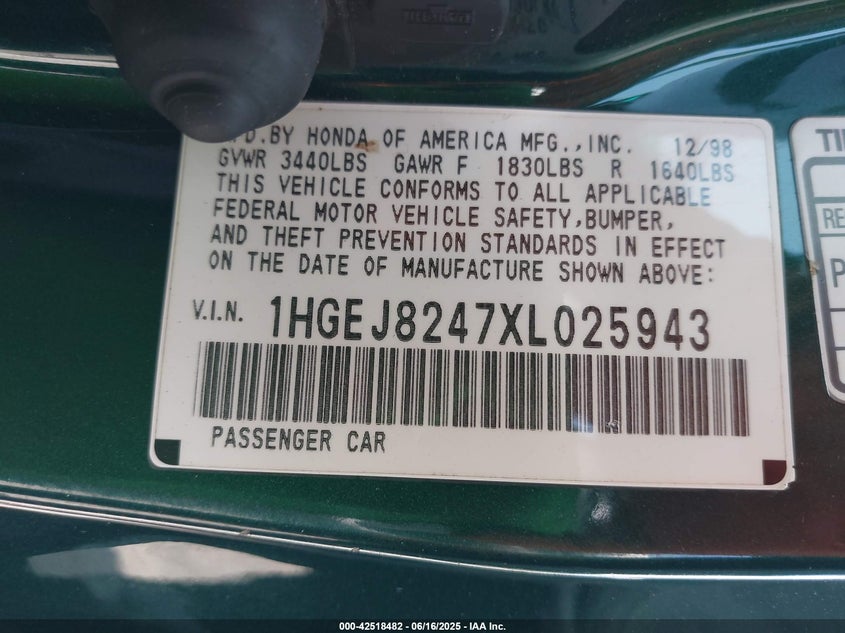 MFD.BY HONDA OF AMERICA MFG.,INC. 12/98
GVWR 3440LBS GAWR F 1830LBS R 1640LBS
THIS VEHICLE CONFORMS TO ALL APPLICABLE
FEDERAL MOTOR VEHICLE SAFETY,BUMPER,
AND THEFT PREVENTION STANDARDS IN EFFECT
ON THE DATE OF MANUFACTURE SHOWN ABOVE:
V.I.N. 1HGEJ8247XL025943
PASSENGER CAR
000-42518482 - 06/16/2025 - IAA Inc.